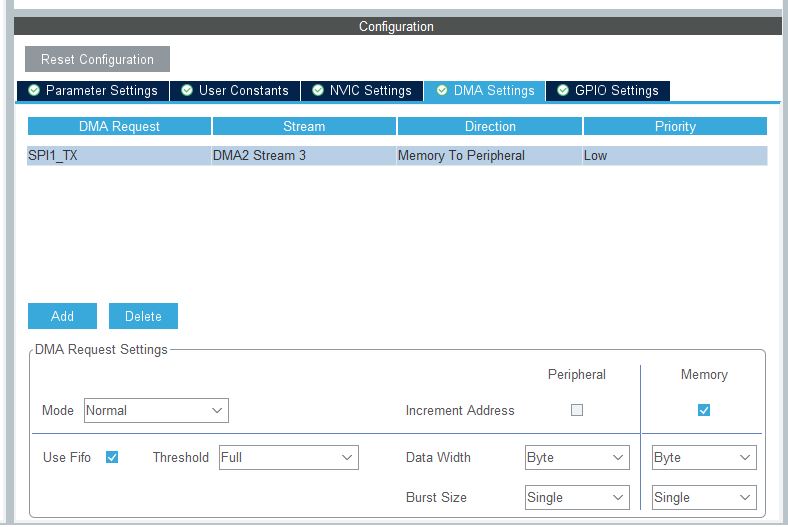 Configuration
Reset Configuration
Parameter Settings User Constants NVIC Settings DMA Settings GPIO Settings
DMA Request Stream Direction Priority
SPI1_TX DMA2 Stream 3 Memory To Peripheral Low
Add Delete
DMA Request Settings
Peripheral Memory
Mode Normal Increment Address
Use Fifo Threshold Full Data Width Byte Byte
Burst Size Single Single